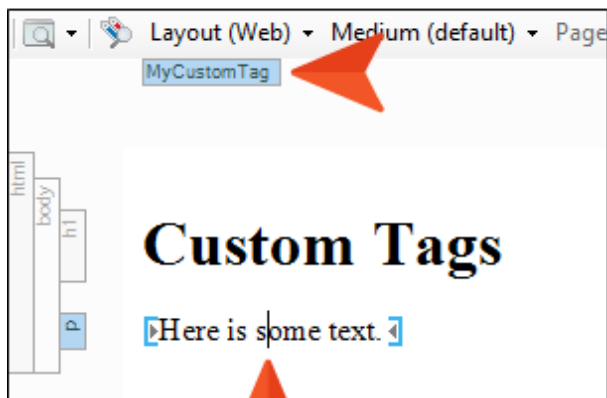 Layout (Web) Medium (default) Page
MyCustomTag
html
body
h1
Custom Tags
p
Here is some text.